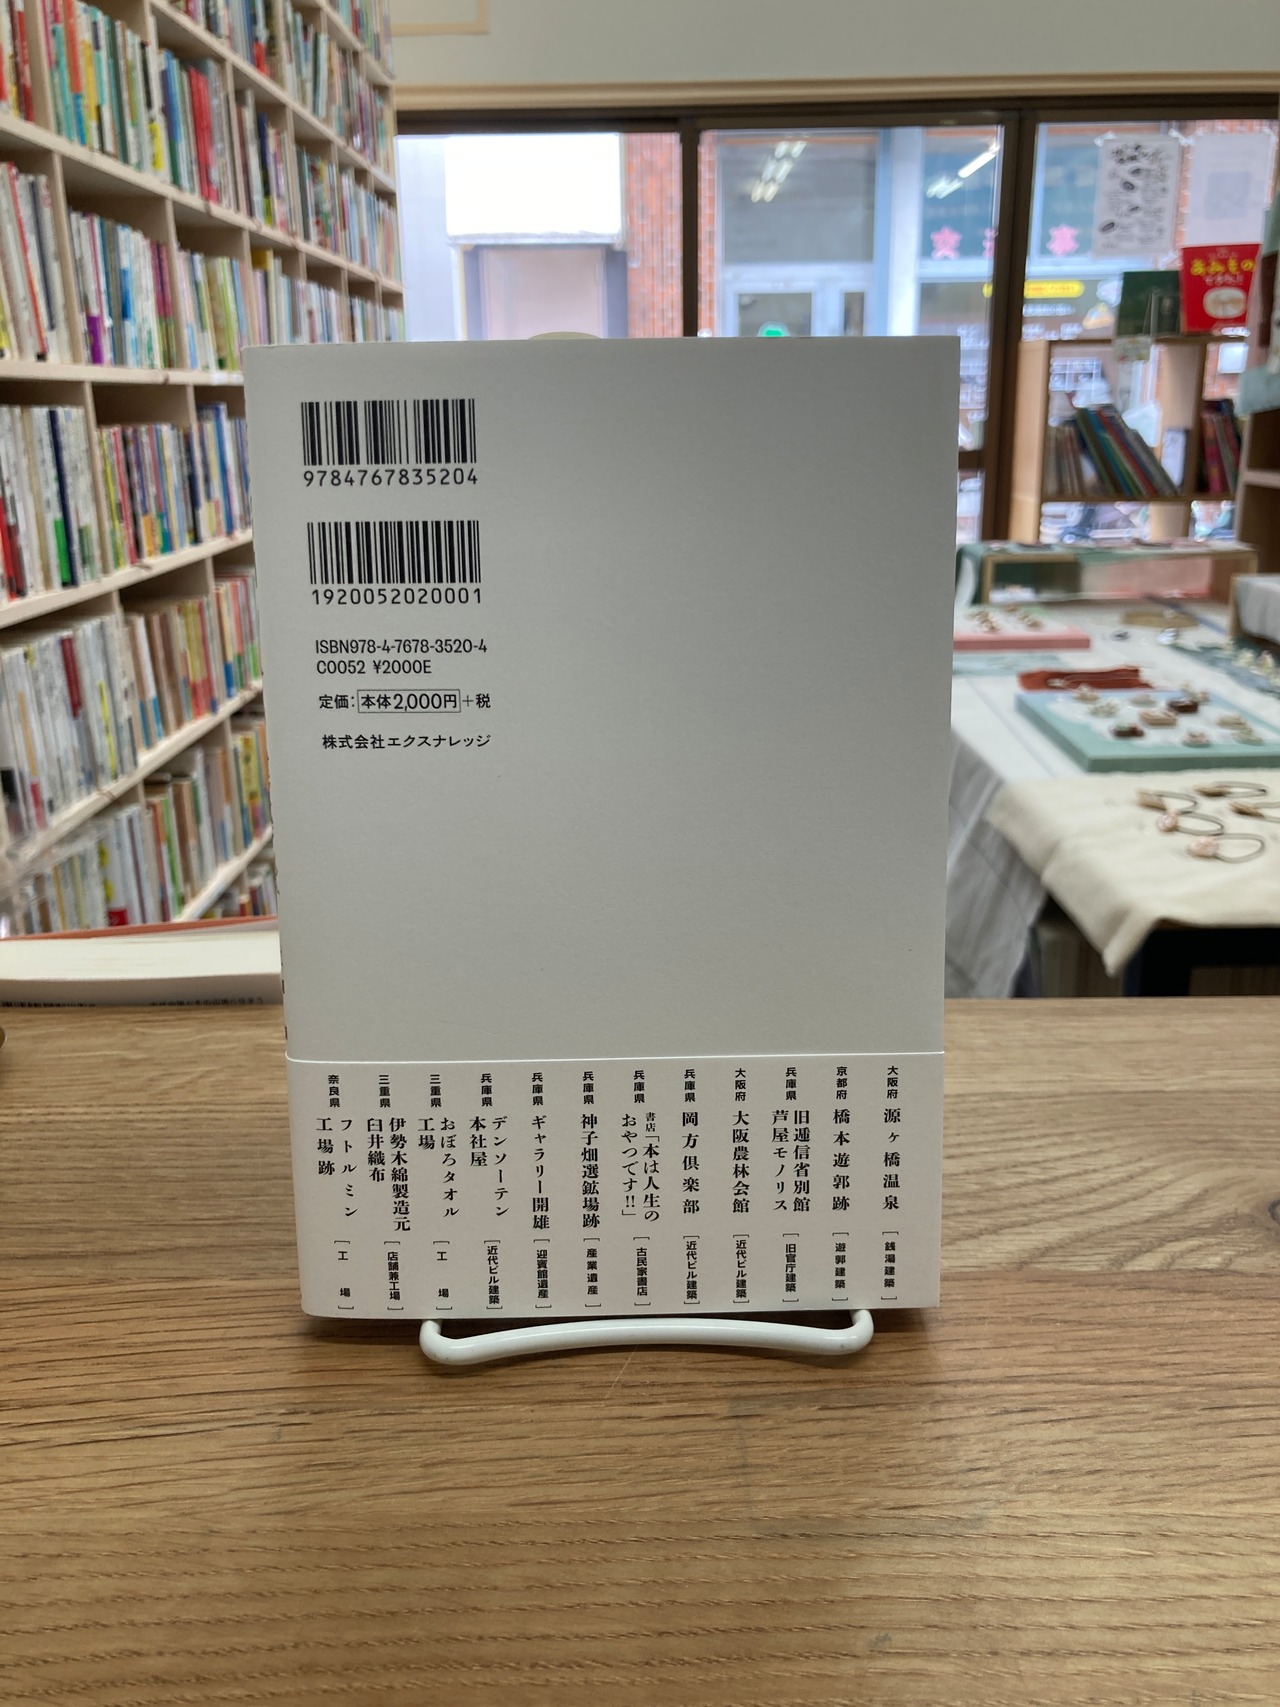 9784767835204
1920052020001
ISBN978-4-7678-3520-4
C0052 ¥2000E
定価：本体2,000円＋税
株式会社エクスナレッジ
大阪府 源ヶ橋温泉 [銭湯建築]
京都府 橋本遊郭跡 [遊郭建築]
兵庫県 旧逓信省別館
芦屋モノリス [旧官庁建築]
大阪府 大阪農林会館 [近代ビル建築]
兵庫県 岡方倶楽部 [近代ビル建築]
兵庫県 書店「本は人生の
おやつです!!」 [古民家書店]
兵庫県 神子畑選鉱場跡 [産業遺産]
兵庫県 ギャラリー開雄 [迎賓館遺産]
兵庫県 デンソーテン
本社屋 [近代ビル建築]
三重県 おぼろタオル
工場 [工場]
三重県 伊勢木綿製造元
臼井織布 [店舗兼工場]
奈良県 フトルミン
工場跡 [工場]
あみもの